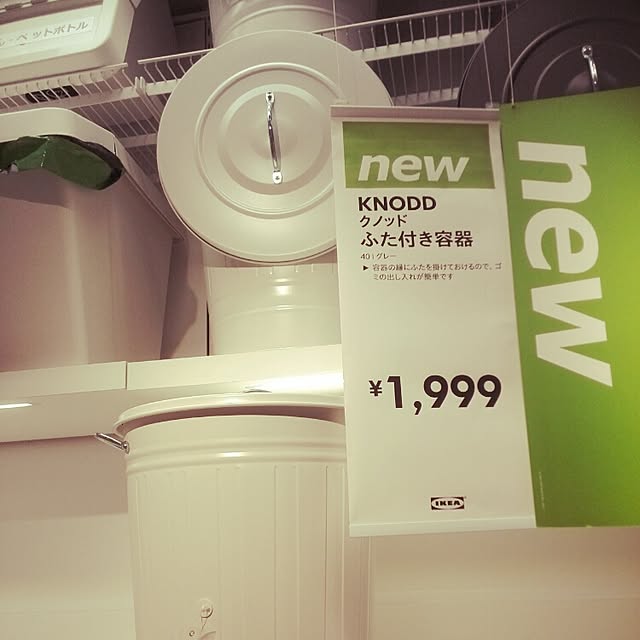 ペットボトル
new
KNODD
クノッド
ふた付き容器
40 l グレー
▶ 容器の縁にふたを掛けておけるので、ゴ
ミの出し入れが簡単です
¥1,999
IKEA
new